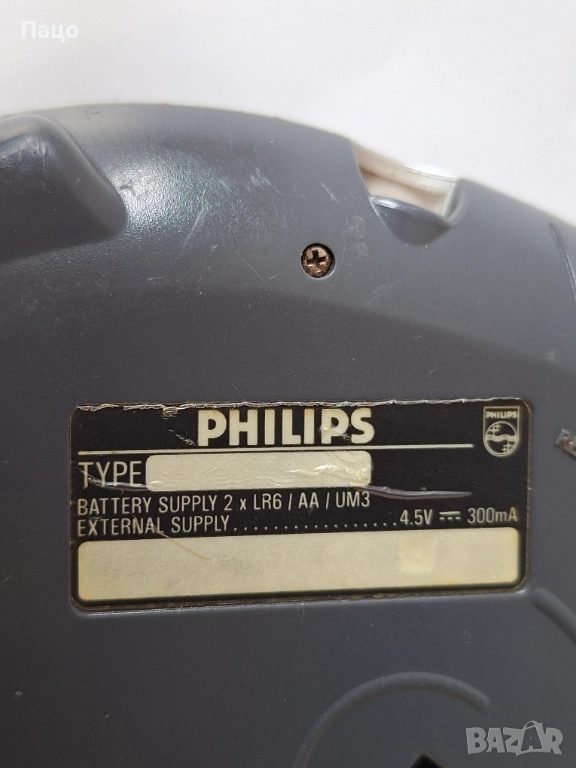 Пацо
PHILIPS
PHILIPS
TYPE
BATTERY SUPPLY 2 x LR6 / AA / UM3
EXTERNAL SUPPLY.......................4.5V ⎓ 300mA
BAZAR